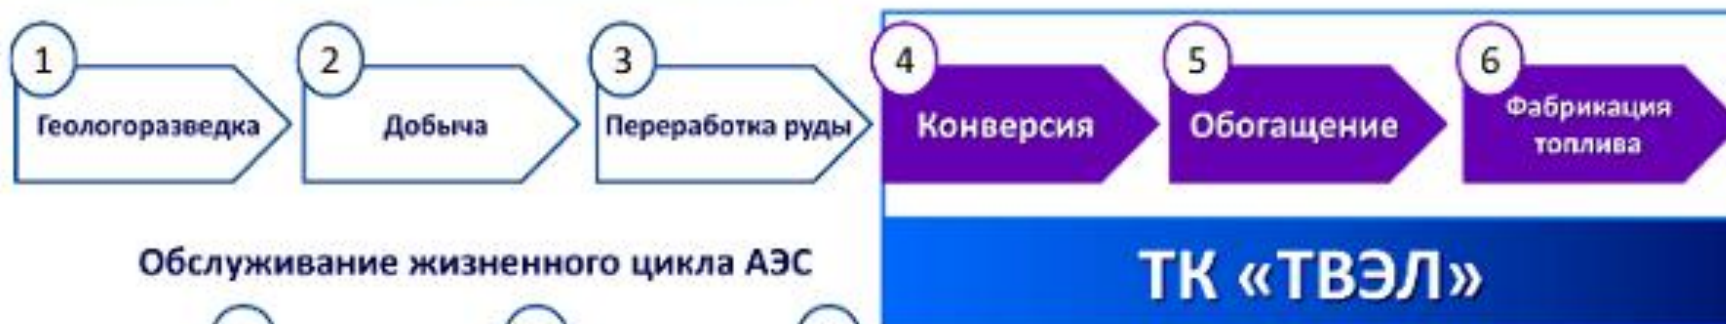 1 2 3 4 5 6
Геологоразведка Добыча Переработка руды Конверсия Обогащение Фабрикация
топлива
Обслуживание жизненного цикла АЭС
ТК «ТВЭЛ»